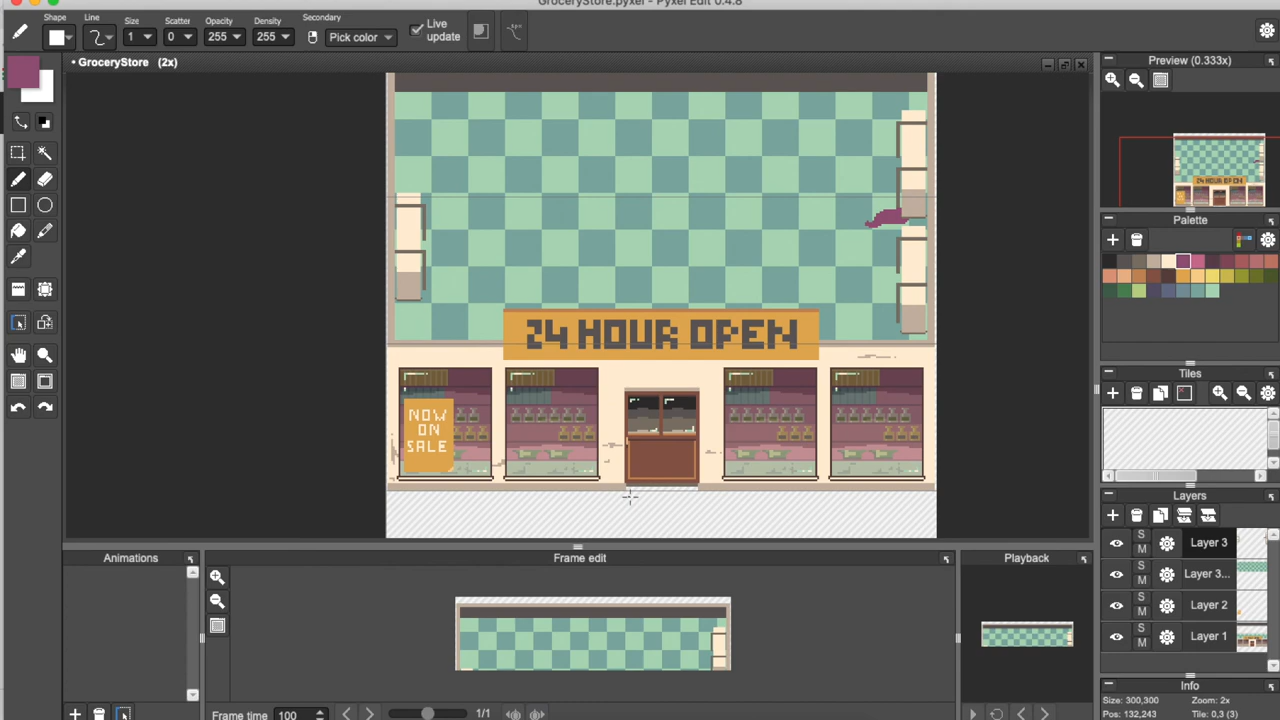 GroceryStore.pyxel - Pyxel Edit 0.4.8
Shape
Line
Size
Scatter
Opacity
Density
Secondary
1
0
255
255
Pick color
Live
update
• GroceryStore (2x)
Preview (0.333x)
24 HOUR OPEN
NOW
ON
SALE
Palette
Tiles
Layers
S
M
Layer 3
S
M
Layer 3...
S
M
Layer 2
S
M
Layer 1
Animations
Frame edit
Playback
Frame time 100
1/1
Info
Size: 300,300
Zoom: 2x
Pos: 132,243
Tile: 0,3 (3)